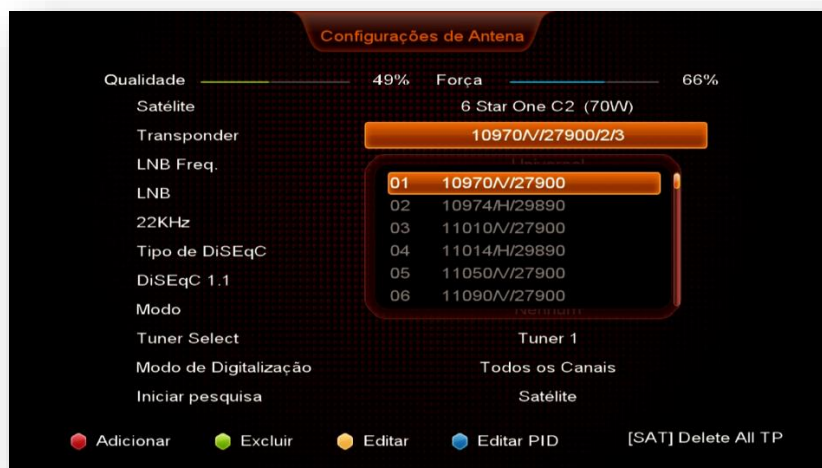 Configurações de Antena
Qualidade 49% Força 66%
Satélite 6 Star One C2 (70W)
Transponder 10970/V/27900/2/3
LNB Freq. Universal
LNB 01 10970/V/27900
22KHz 02 10974/H/29890
03 11010/V/27900
Tipo de DiSEqC 04 11014/H/29890
DiSEqC 1.1 05 11050/V/27900
06 11090/V/27900
Modo Nenhum
Tuner Select Tuner 1
Modo de Digitalização Todos os Canais
Iniciar pesquisa Satélite
Adicionar Excluir Editar Editar PID [SAT] Delete All TP